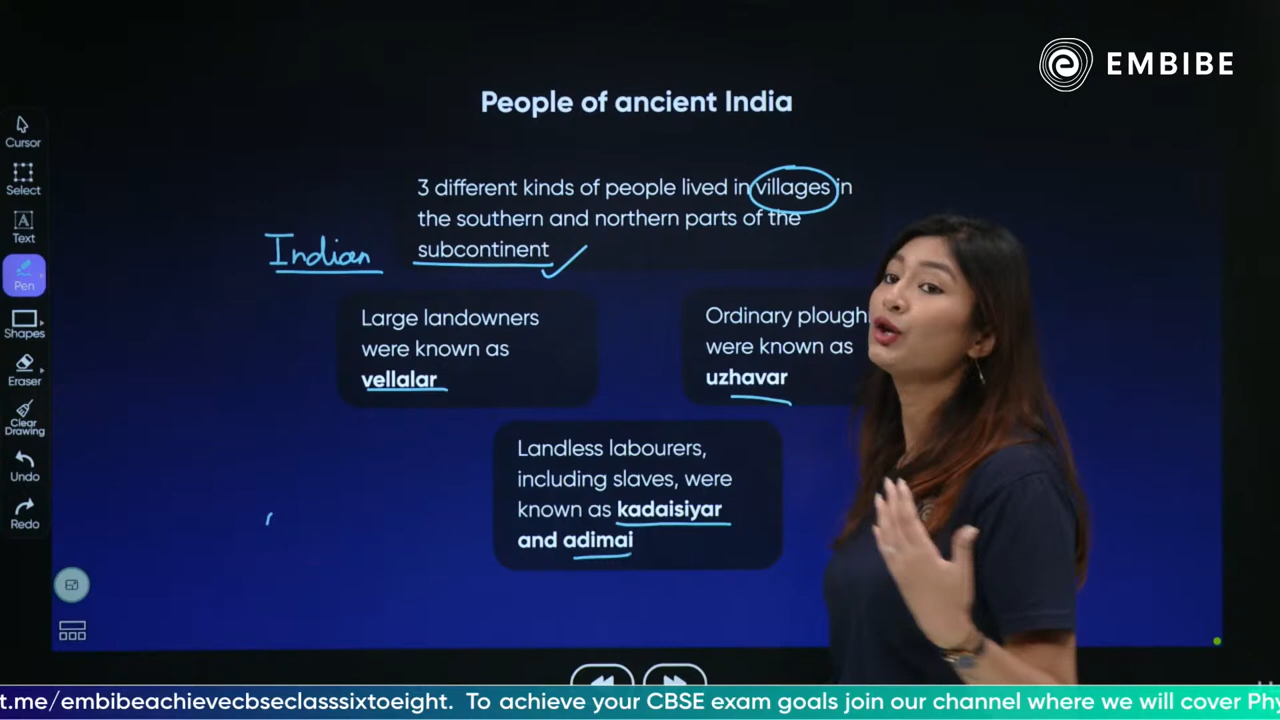 EMBIBE
People of ancient India
3 different kinds of people lived in villages in
the southern and northern parts of the
subcontinent
Indian
Large landowners
were known as
vellalar
Ordinary plough
were known as
uzhavar
Landless labourers,
including slaves, were
known as kadaisiyar
and adimai
Cursor
Select
Text
Pen
Shapes
Eraser
Clear
Drawing
Undo
Redo
t.me/embibeachievecbseclasssixtoeight. To achieve your CBSE exam goals join our channel where we will cover Phy